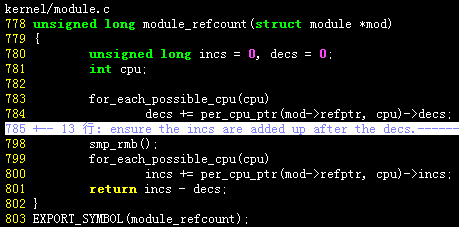 kernel/module.c
778 unsigned long module_refcount(struct module *mod)
779 {
780         unsigned long incs = 0, decs = 0;
781         int cpu;
782
783         for_each_possible_cpu(cpu)
784                 decs += per_cpu_ptr(mod->refptr, cpu)->decs;
785 +-- 13 行: ensure the incs are added up after the decs.------
798         smp_rmb();
799         for_each_possible_cpu(cpu)
800                 incs += per_cpu_ptr(mod->refptr, cpu)->incs;
801         return incs - decs;
802 }
803 EXPORT_SYMBOL(module_refcount);